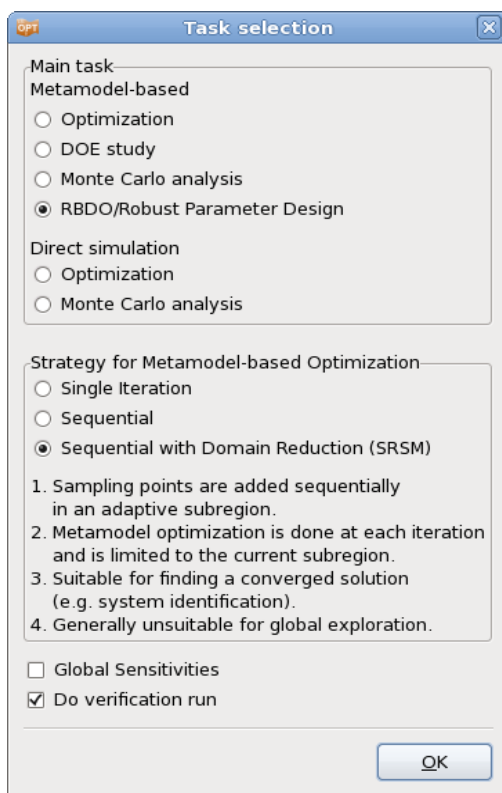 OPT
Task selection
Main task
Metamodel-based
Optimization
DOE study
Monte Carlo analysis
RBDO/Robust Parameter Design
Direct simulation
Optimization
Monte Carlo analysis
Strategy for Metamodel-based Optimization
Single Iteration
Sequential
Sequential with Domain Reduction (SRSM)
1. Sampling points are added sequentially
in an adaptive subregion.
2. Metamodel optimization is done at each iteration
and is limited to the current subregion.
3. Suitable for finding a converged solution
(e.g. system identification).
4. Generally unsuitable for global exploration.
Global Sensitivities
Do verification run
OK